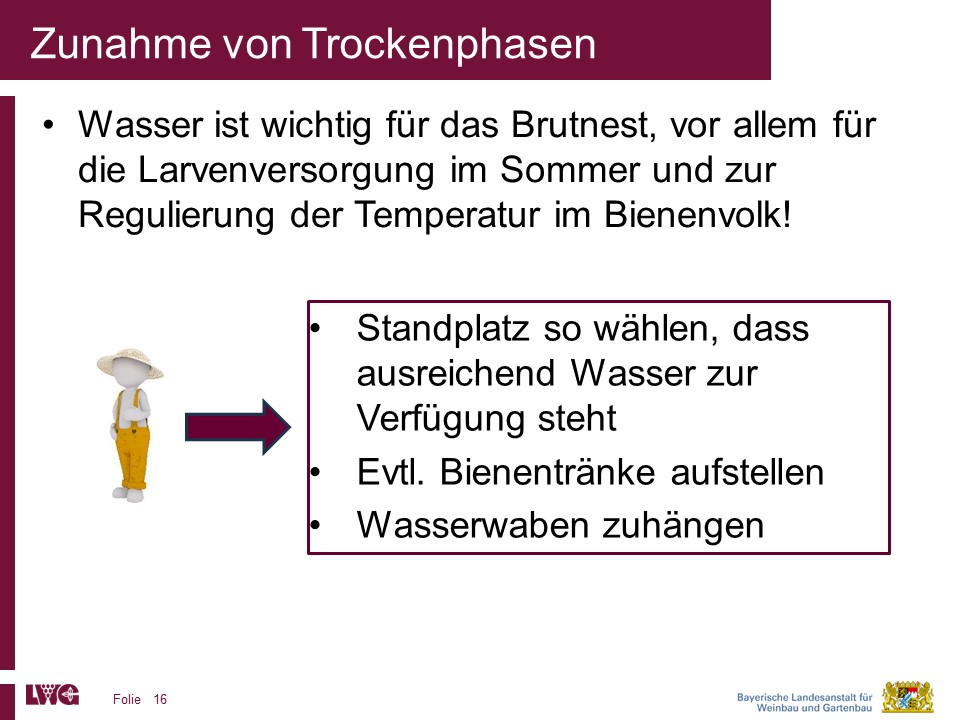 Zunahme von Trockenphasen
• Wasser ist wichtig für das Brutnest, vor allem für
die Larvenversorgung im Sommer und zur
Regulierung der Temperatur im Bienenvolk!
• Standplatz so wählen, dass
ausreichend Wasser zur
Verfügung steht
• Evtl. Bienentränke aufstellen
• Wasserwaben zuhängen
LWG
Folie 16
Bayerische Landesanstalt für
Weinbau und Gartenbau